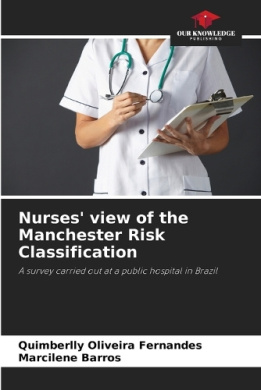 OUR KNOWLEDGE
PUBLISHING
Nurses' view of the
Manchester Risk
Classification
A survey carried out at a public hospital in Brazil
Quimberlly Oliveira Fernandes
Marcilene Barros